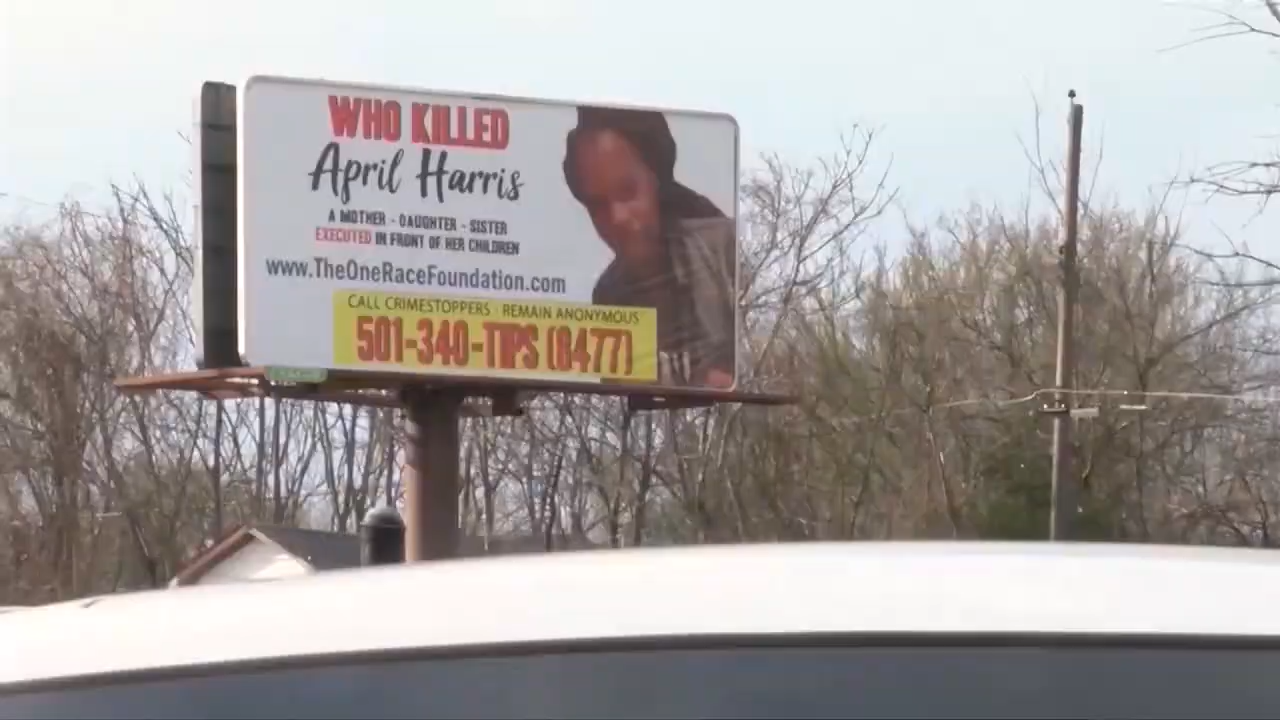 WHO KILLED
April Harris
A MOTHER - DAUGHTER - SISTER
EXECUTED IN FRONT OF HER CHILDREN
www.TheOneRaceFoundation.com
CALL CRIMESTOPPERS - REMAIN ANONYMOUS
501-340-TIPS (8477)